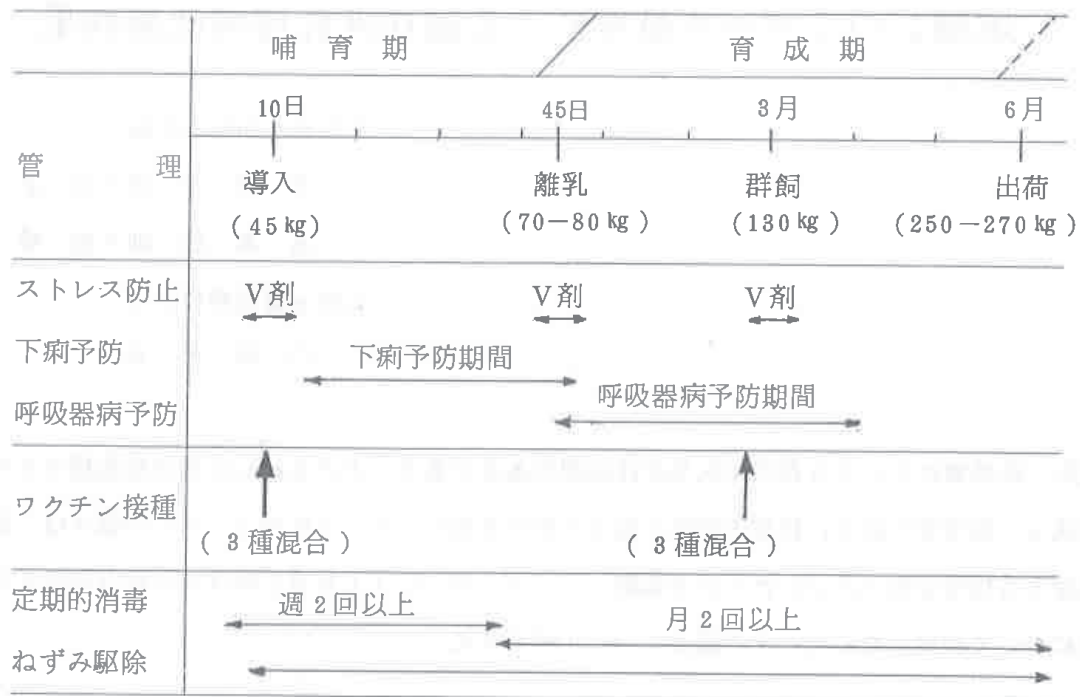 哺育期 育成期
10日 45日 3月 6月
管理
導入 離乳 群飼 出荷
(45kg) (70−80kg) (130kg) (250−270kg)
ストレス防止 V剤 V剤 V剤
下痢予防 下痢予防期間
呼吸器病予防 呼吸器病予防期間
ワクチン接種
(3種混合) (3種混合)
定期的消毒 週2回以上 月2回以上
ねずみ駆除